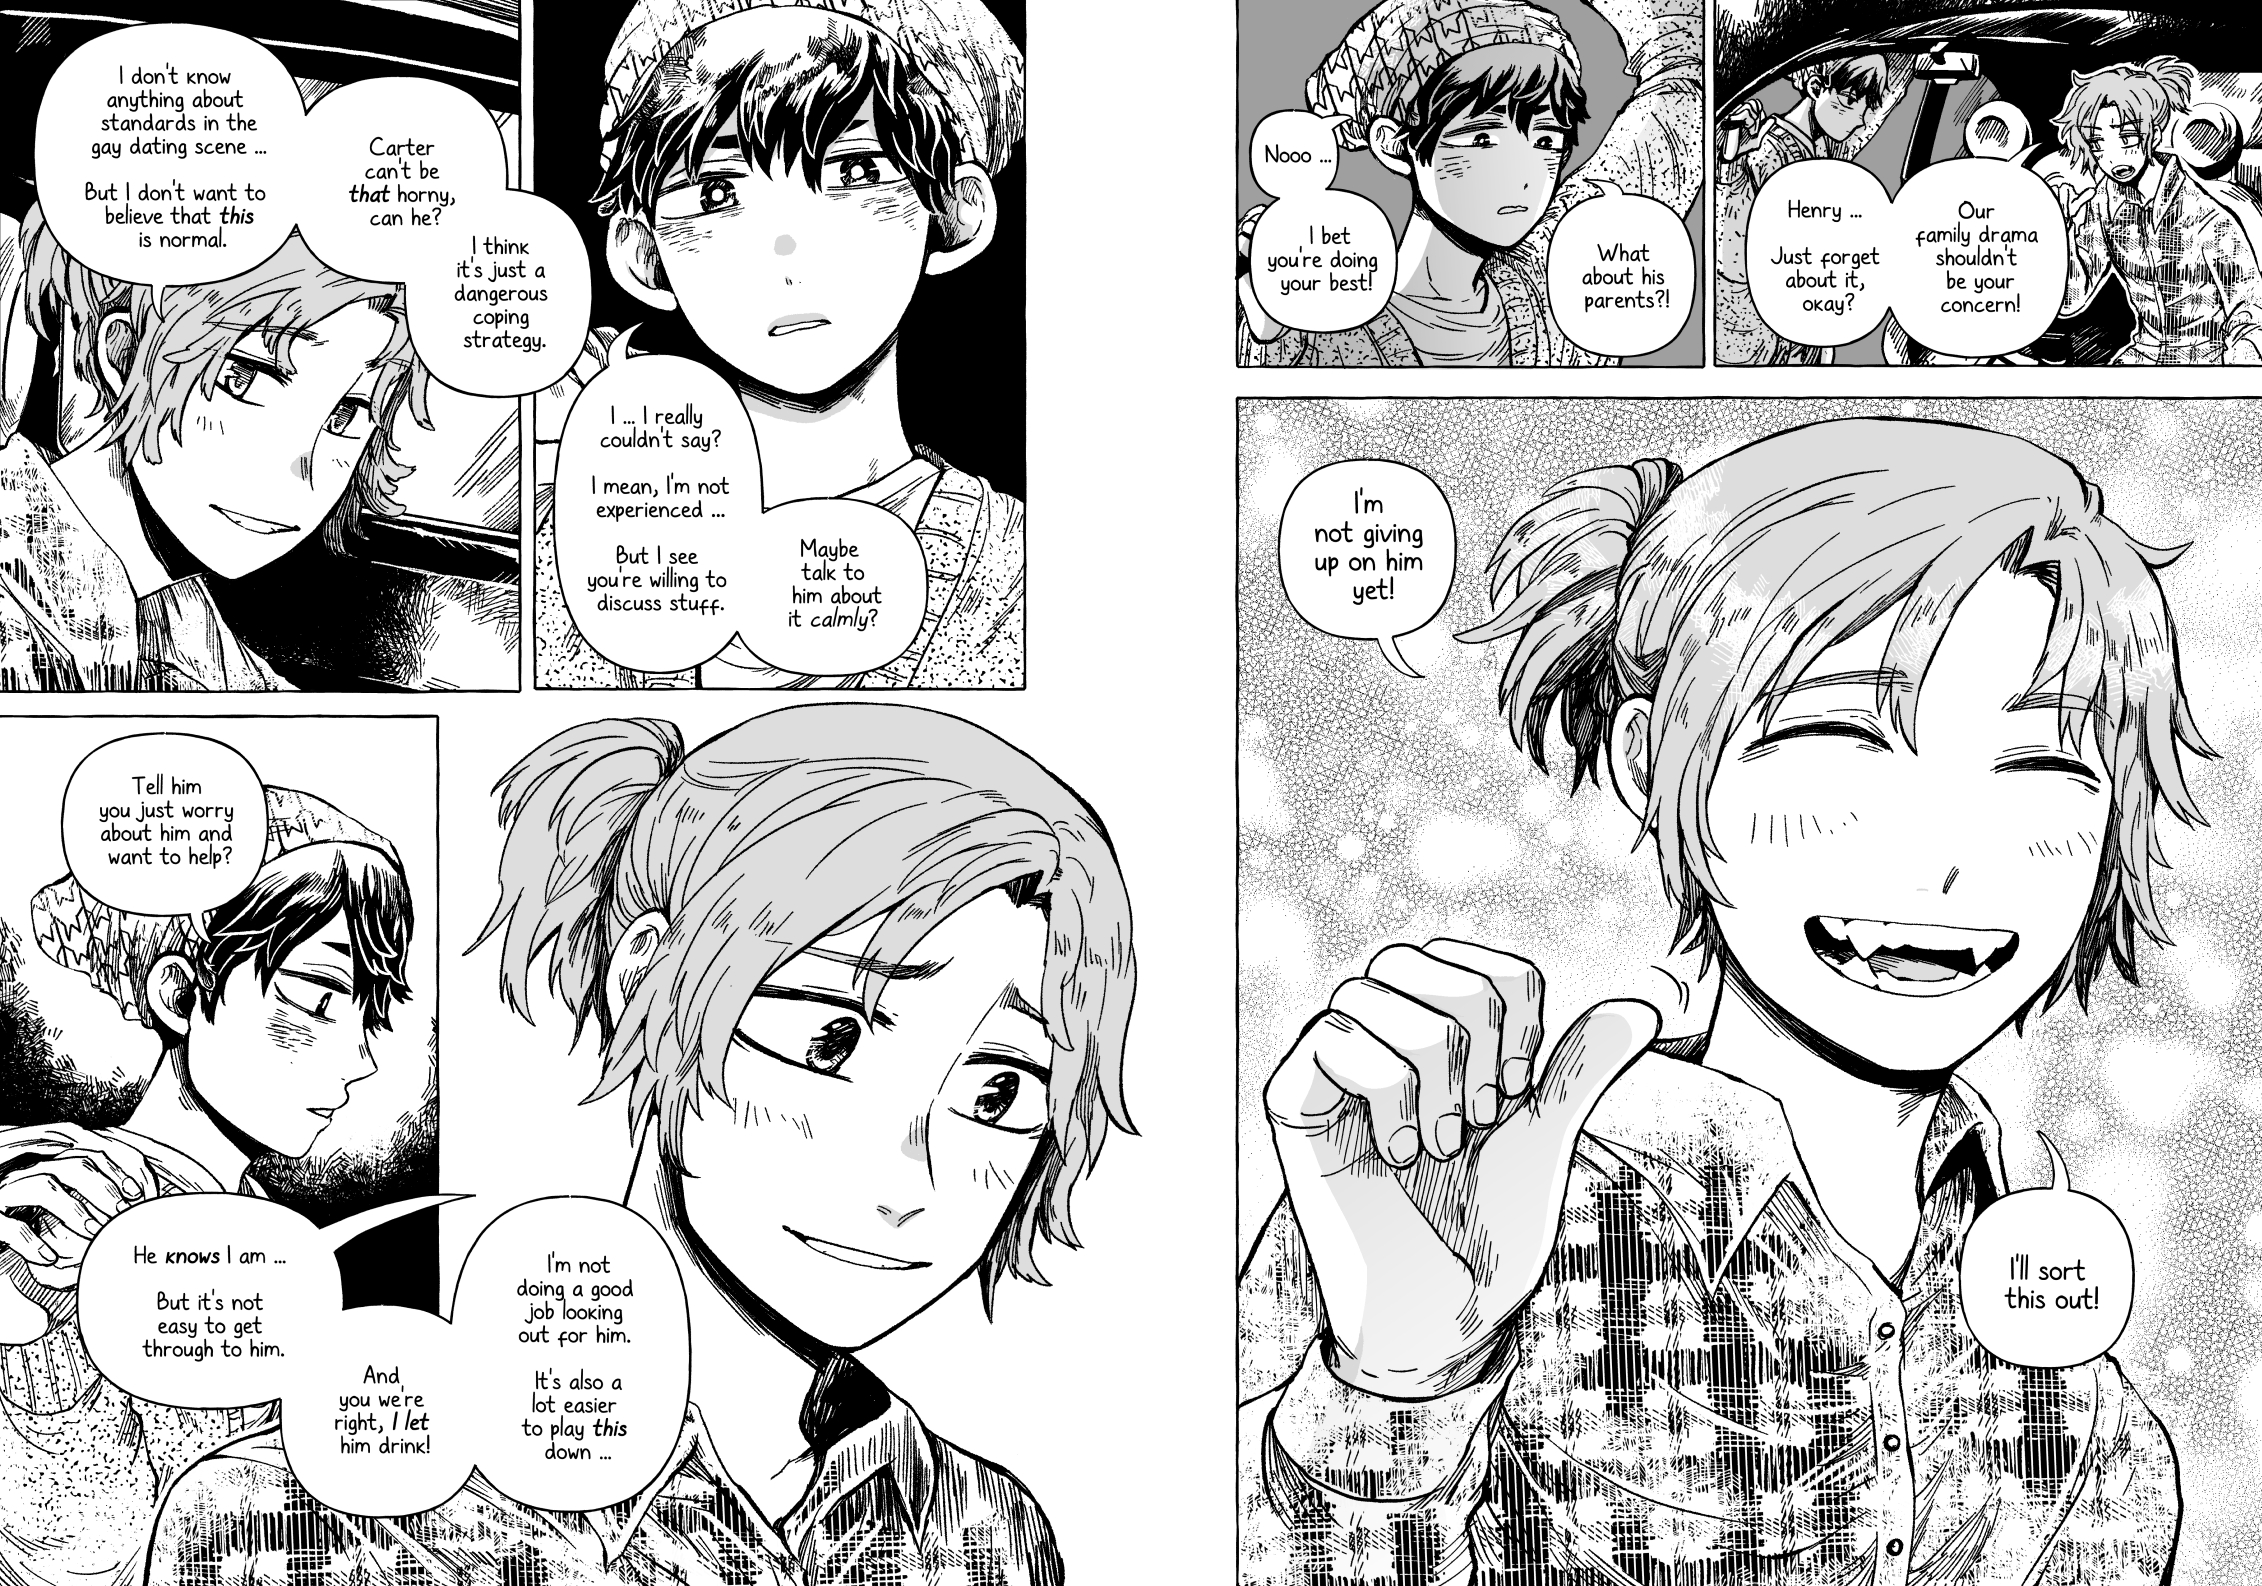 I don't know
anything about
standards in the
gay dating scene ...
But I don't want to
believe that this
is normal.
Carter
can't be
that horny,
can he?
I think
it's just a
dangerous
coping
strategy.
I ... I really
couldn't say?
I mean, I'm not
experienced ...
But I see
you're willing to
discuss stuff.
Maybe
talk to
him about
it calmly?
Tell him
you just worry
about him and
want to help?
He knows I am ...
But it's not
easy to get
through to him.
And
you we're
right, I let
him drink!
I'm not
doing a good
job looking
out for him.
It's also a
lot easier
to play this
down ...
Nooo ...
I bet
you're doing
your best!
What
about his
parents?!
Henry ...
Just forget
about it,
okay?
Our
family drama
shouldn't
be your
concern!
I'm
not giving
up on him
yet!
I'll sort
this out!